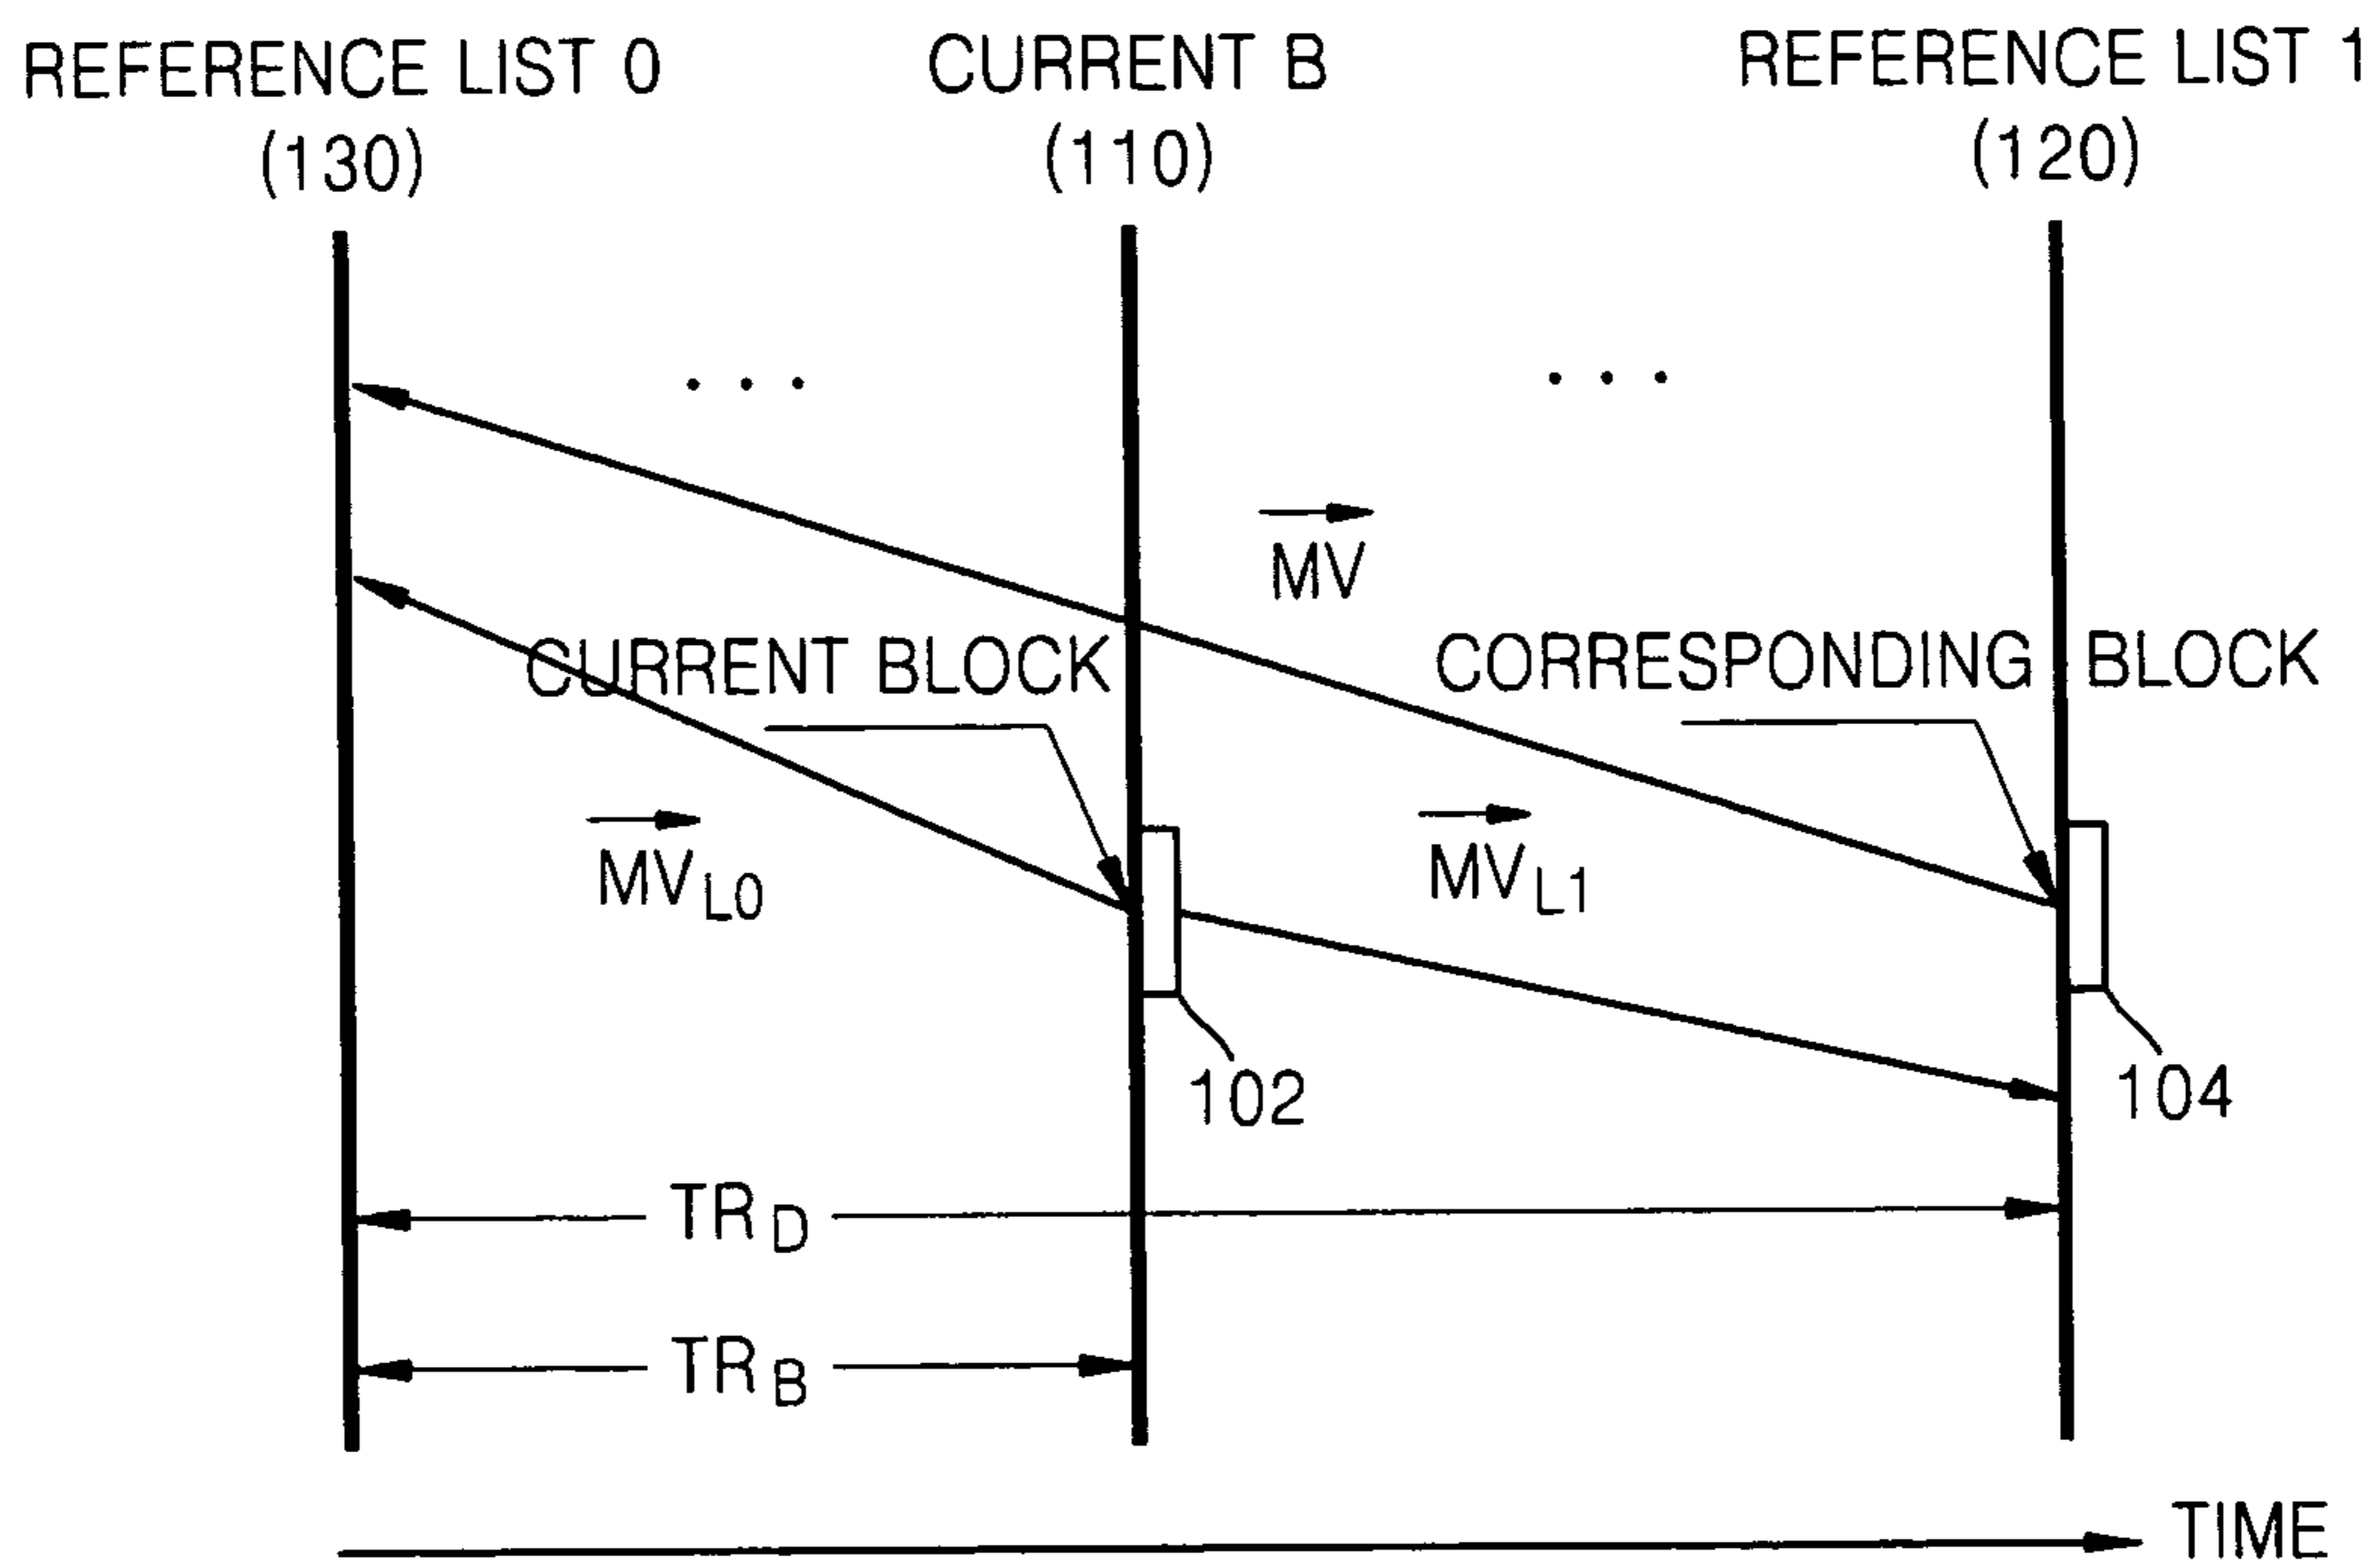 REFERENCE LIST 0
(130)
CURRENT B
(110)
REFERENCE LIST 1
(120)
. . .
. . .
MV
CURRENT BLOCK
CORRESPONDING BLOCK
MVL0
MVL1
102
104
TRD
TRB
TIME